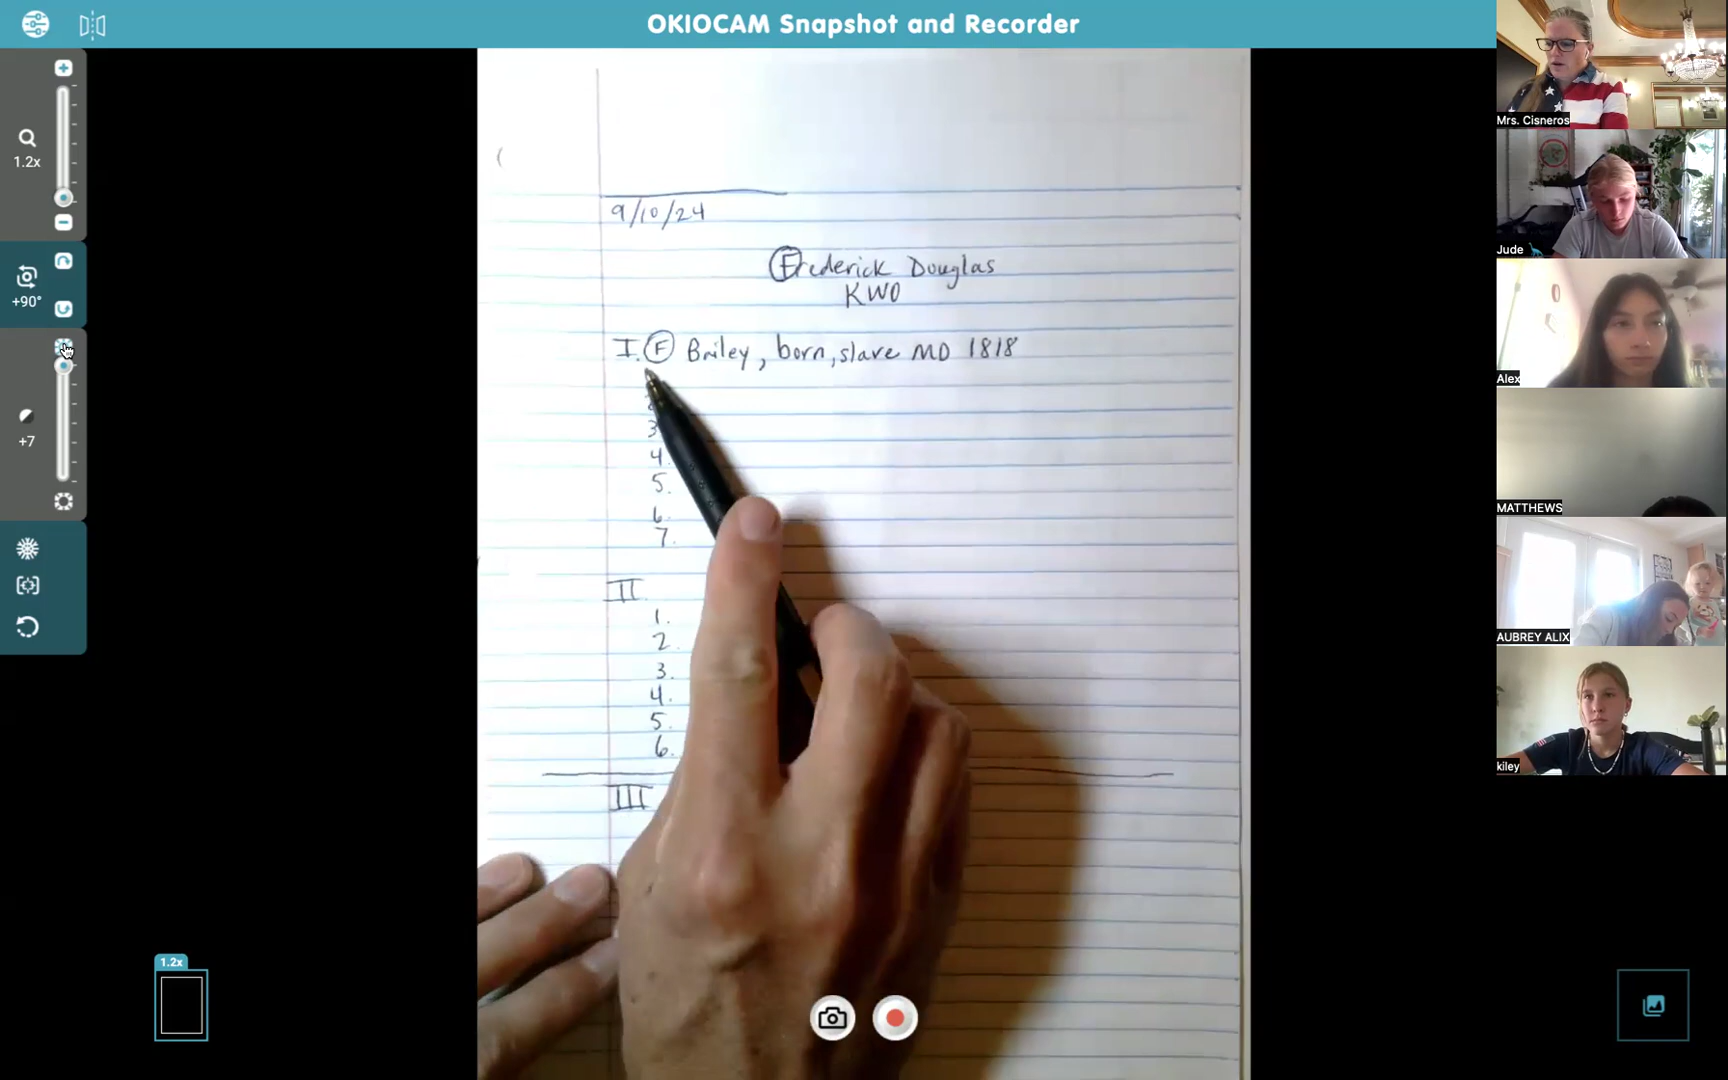 OKIOCAM Snapshot and Recorder
1.2x
+90°
+7
1.2x
9/10/24
Frederick Douglas
KWO
I. F Bailey, born, slave MD 1818
2
3
4.
5.
6.
7.
II.
1.
2.
3.
4.
5.
6.
III
Mrs. Cisneros
Jude
Alex
MATTHEWS
AUBREY ALIX
kiley